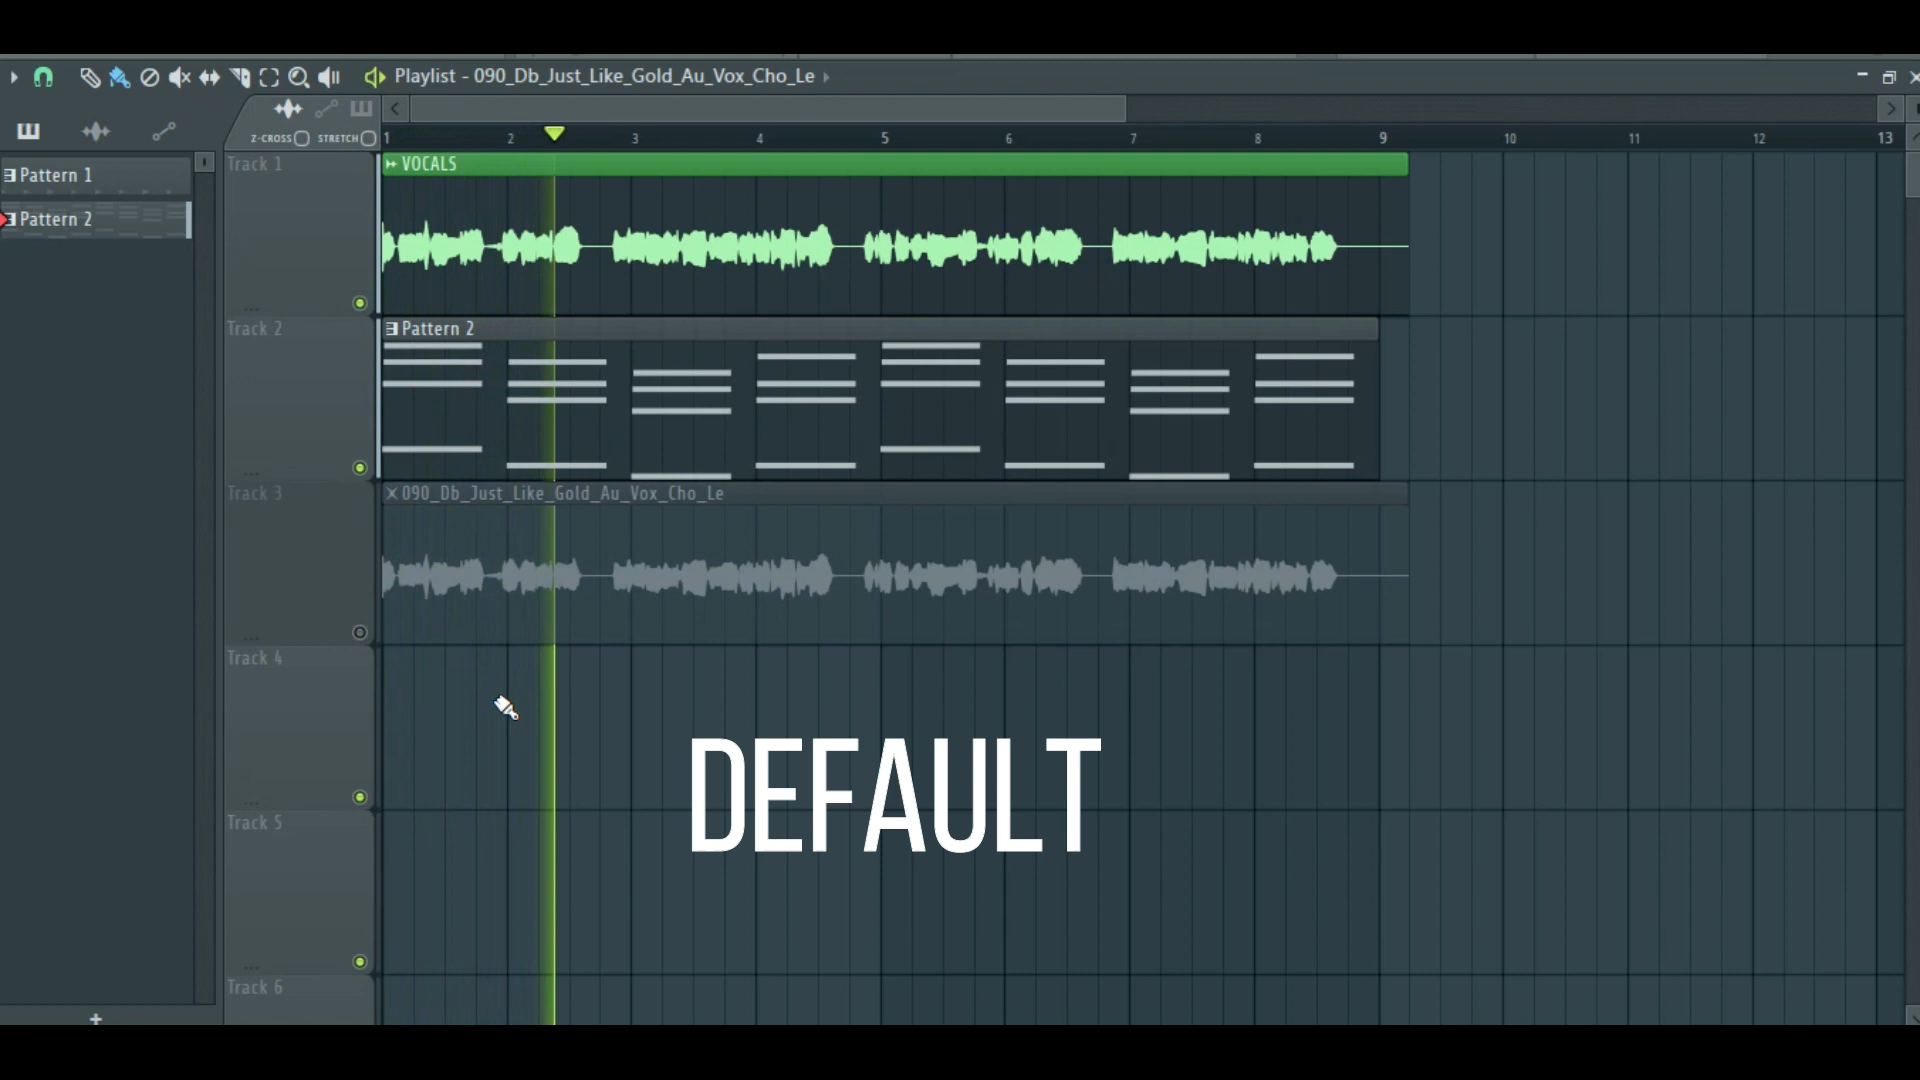 Playlist - 090_Db_Just_Like_Gold_Au_Vox_Cho_Le
Z-CROSS STRETCH
1 2 3 4 5 6 7 8 9 10 11 12 13
Pattern 1
Pattern 2
Track 1
VOCALS
Track 2
Pattern 2
Track 3
090_Db_Just_Like_Gold_Au_Vox_Cho_Le
Track 4
DEFAULT
Track 5
Track 6